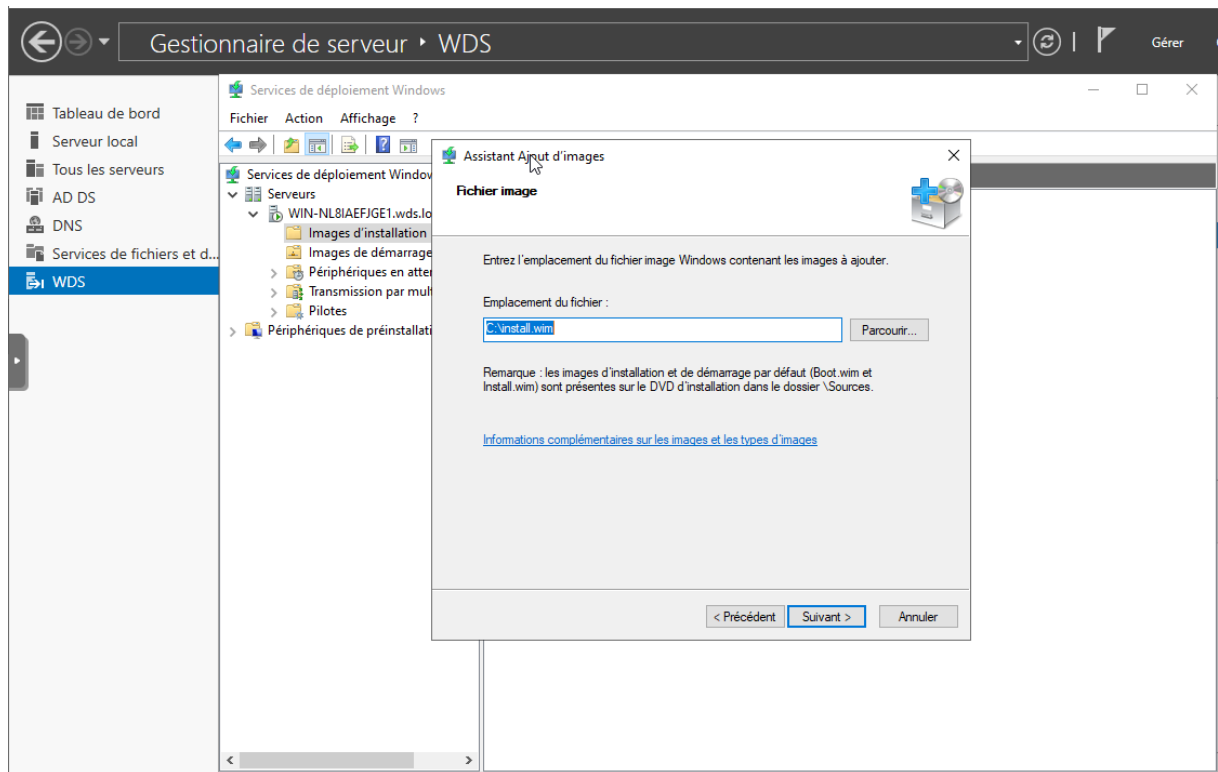 Gestionnaire de serveur ‣ WDS
Gérer
Tableau de bord
Serveur local
Tous les serveurs
AD DS
DNS
Services de fichiers et d...
WDS
Services de déploiement Windows
Fichier Action Affichage ?
Services de déploiement Window
Serveurs
WIN-NL8IAEFJGE1.wds.lo
Images d'installation
Images de démarrage
Périphériques en atter
Transmission par mult
Pilotes
Périphériques de préinstallati
Assistant Ajout d'images
Fichier image
Entrez l'emplacement du fichier image Windows contenant les images à ajouter.
Emplacement du fichier :
C:\install.wim
Parcourir...
Remarque : les images d'installation et de démarrage par défaut (Boot.wim et
Install.wim) sont présentes sur le DVD d'installation dans le dossier \Sources.
Informations complémentaires sur les images et les types d'images
< Précédent
Suivant >
Annuler